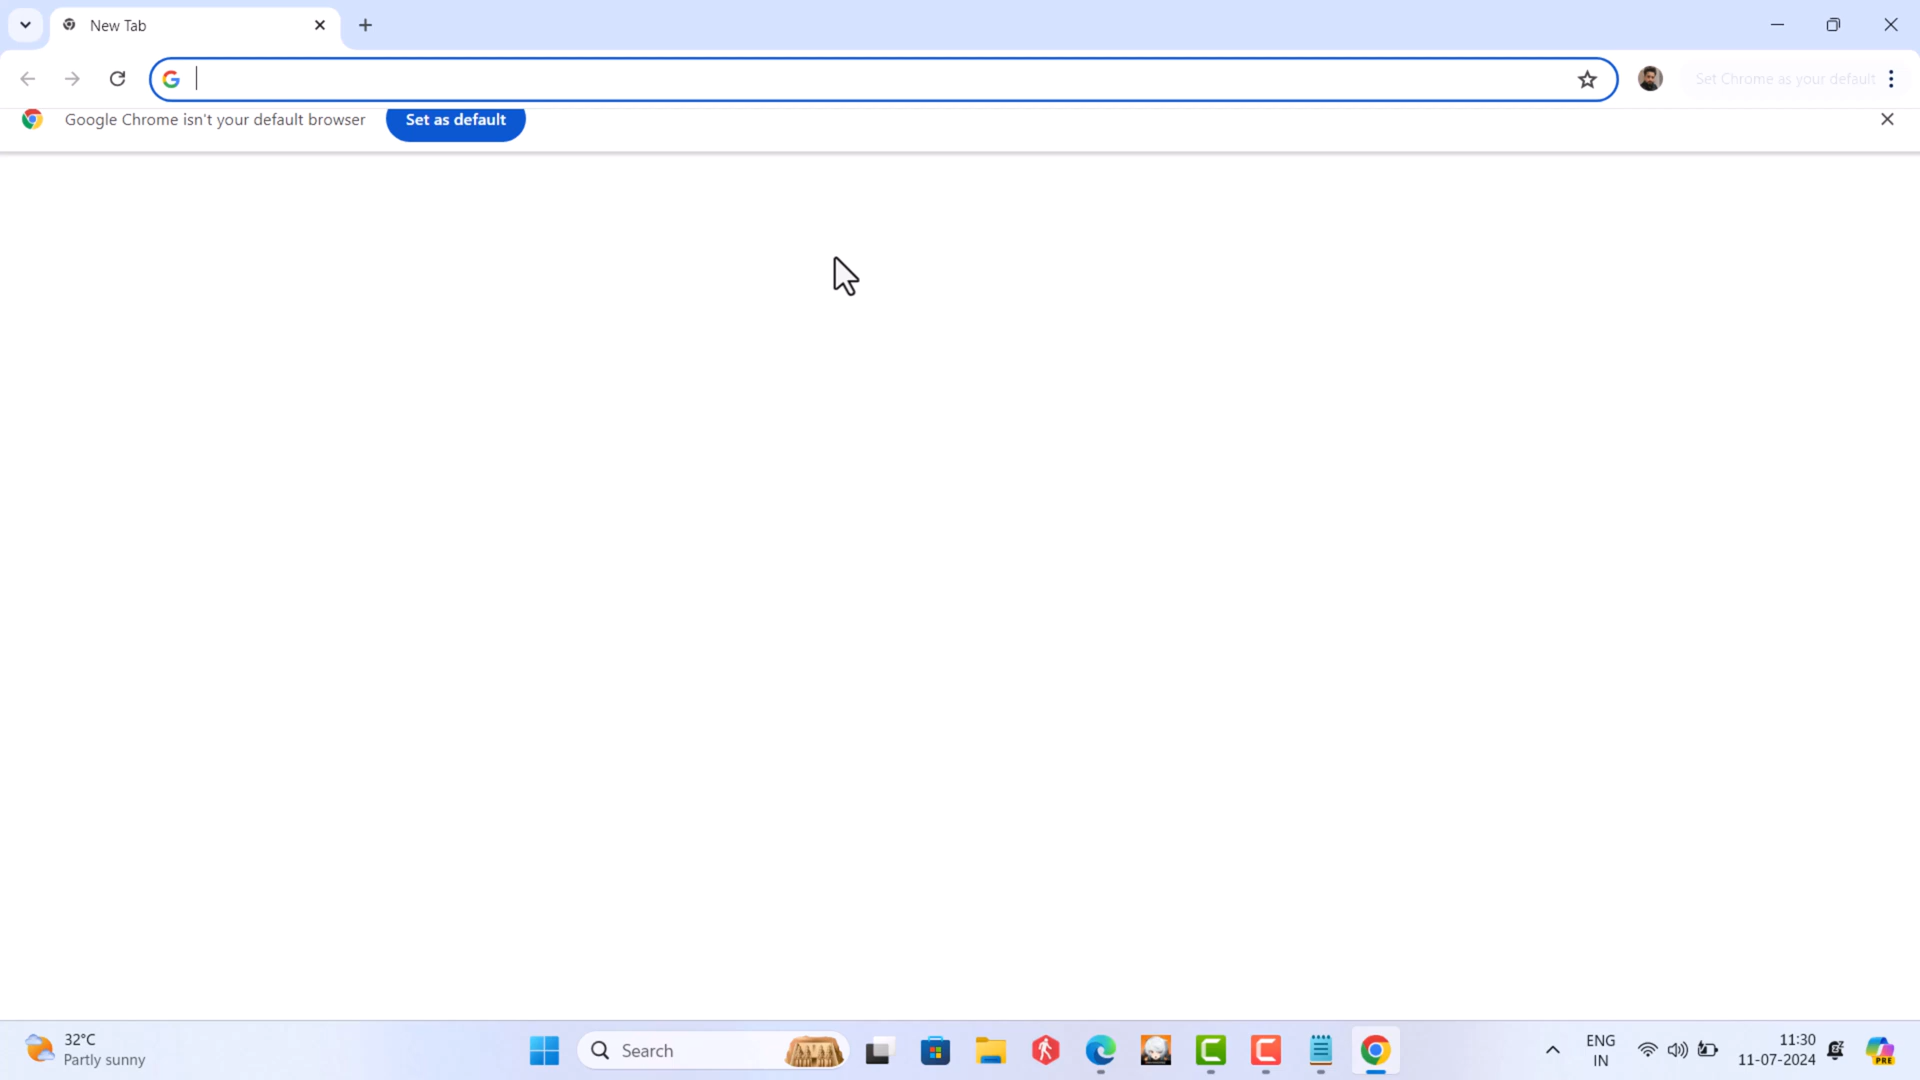 New Tab
Set Chrome as your default
Google Chrome isn't your default browser
Set as default
32°C
Partly sunny
Search
ENG
IN
11:30
11-07-2024
PRE